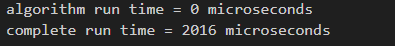 algorithm run time = 0 microseconds
complete run time = 2016 microseconds